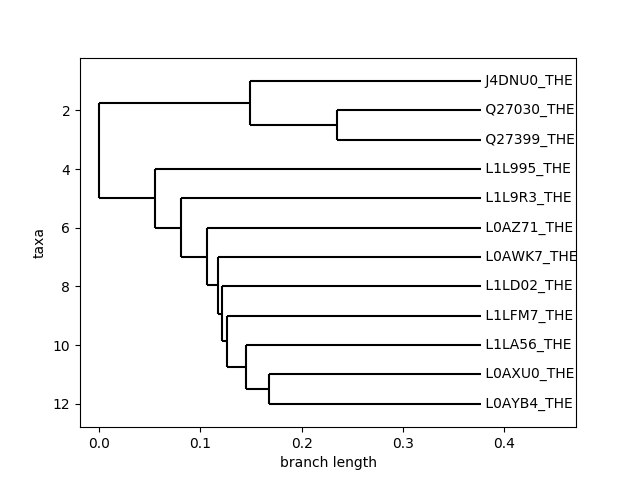 J4DNU0_THE
Q27030_THE
Q27399_THE
L1L995_THE
L1L9R3_THE
L0AZ71_THE
L0AWK7_THE
L1LD02_THE
L1LFM7_THE
L1LA56_THE
L0AXU0_THE
L0AYB4_THE
2
4
6
8
10
12
taxa
0.0 0.1 0.2 0.3 0.4
branch length